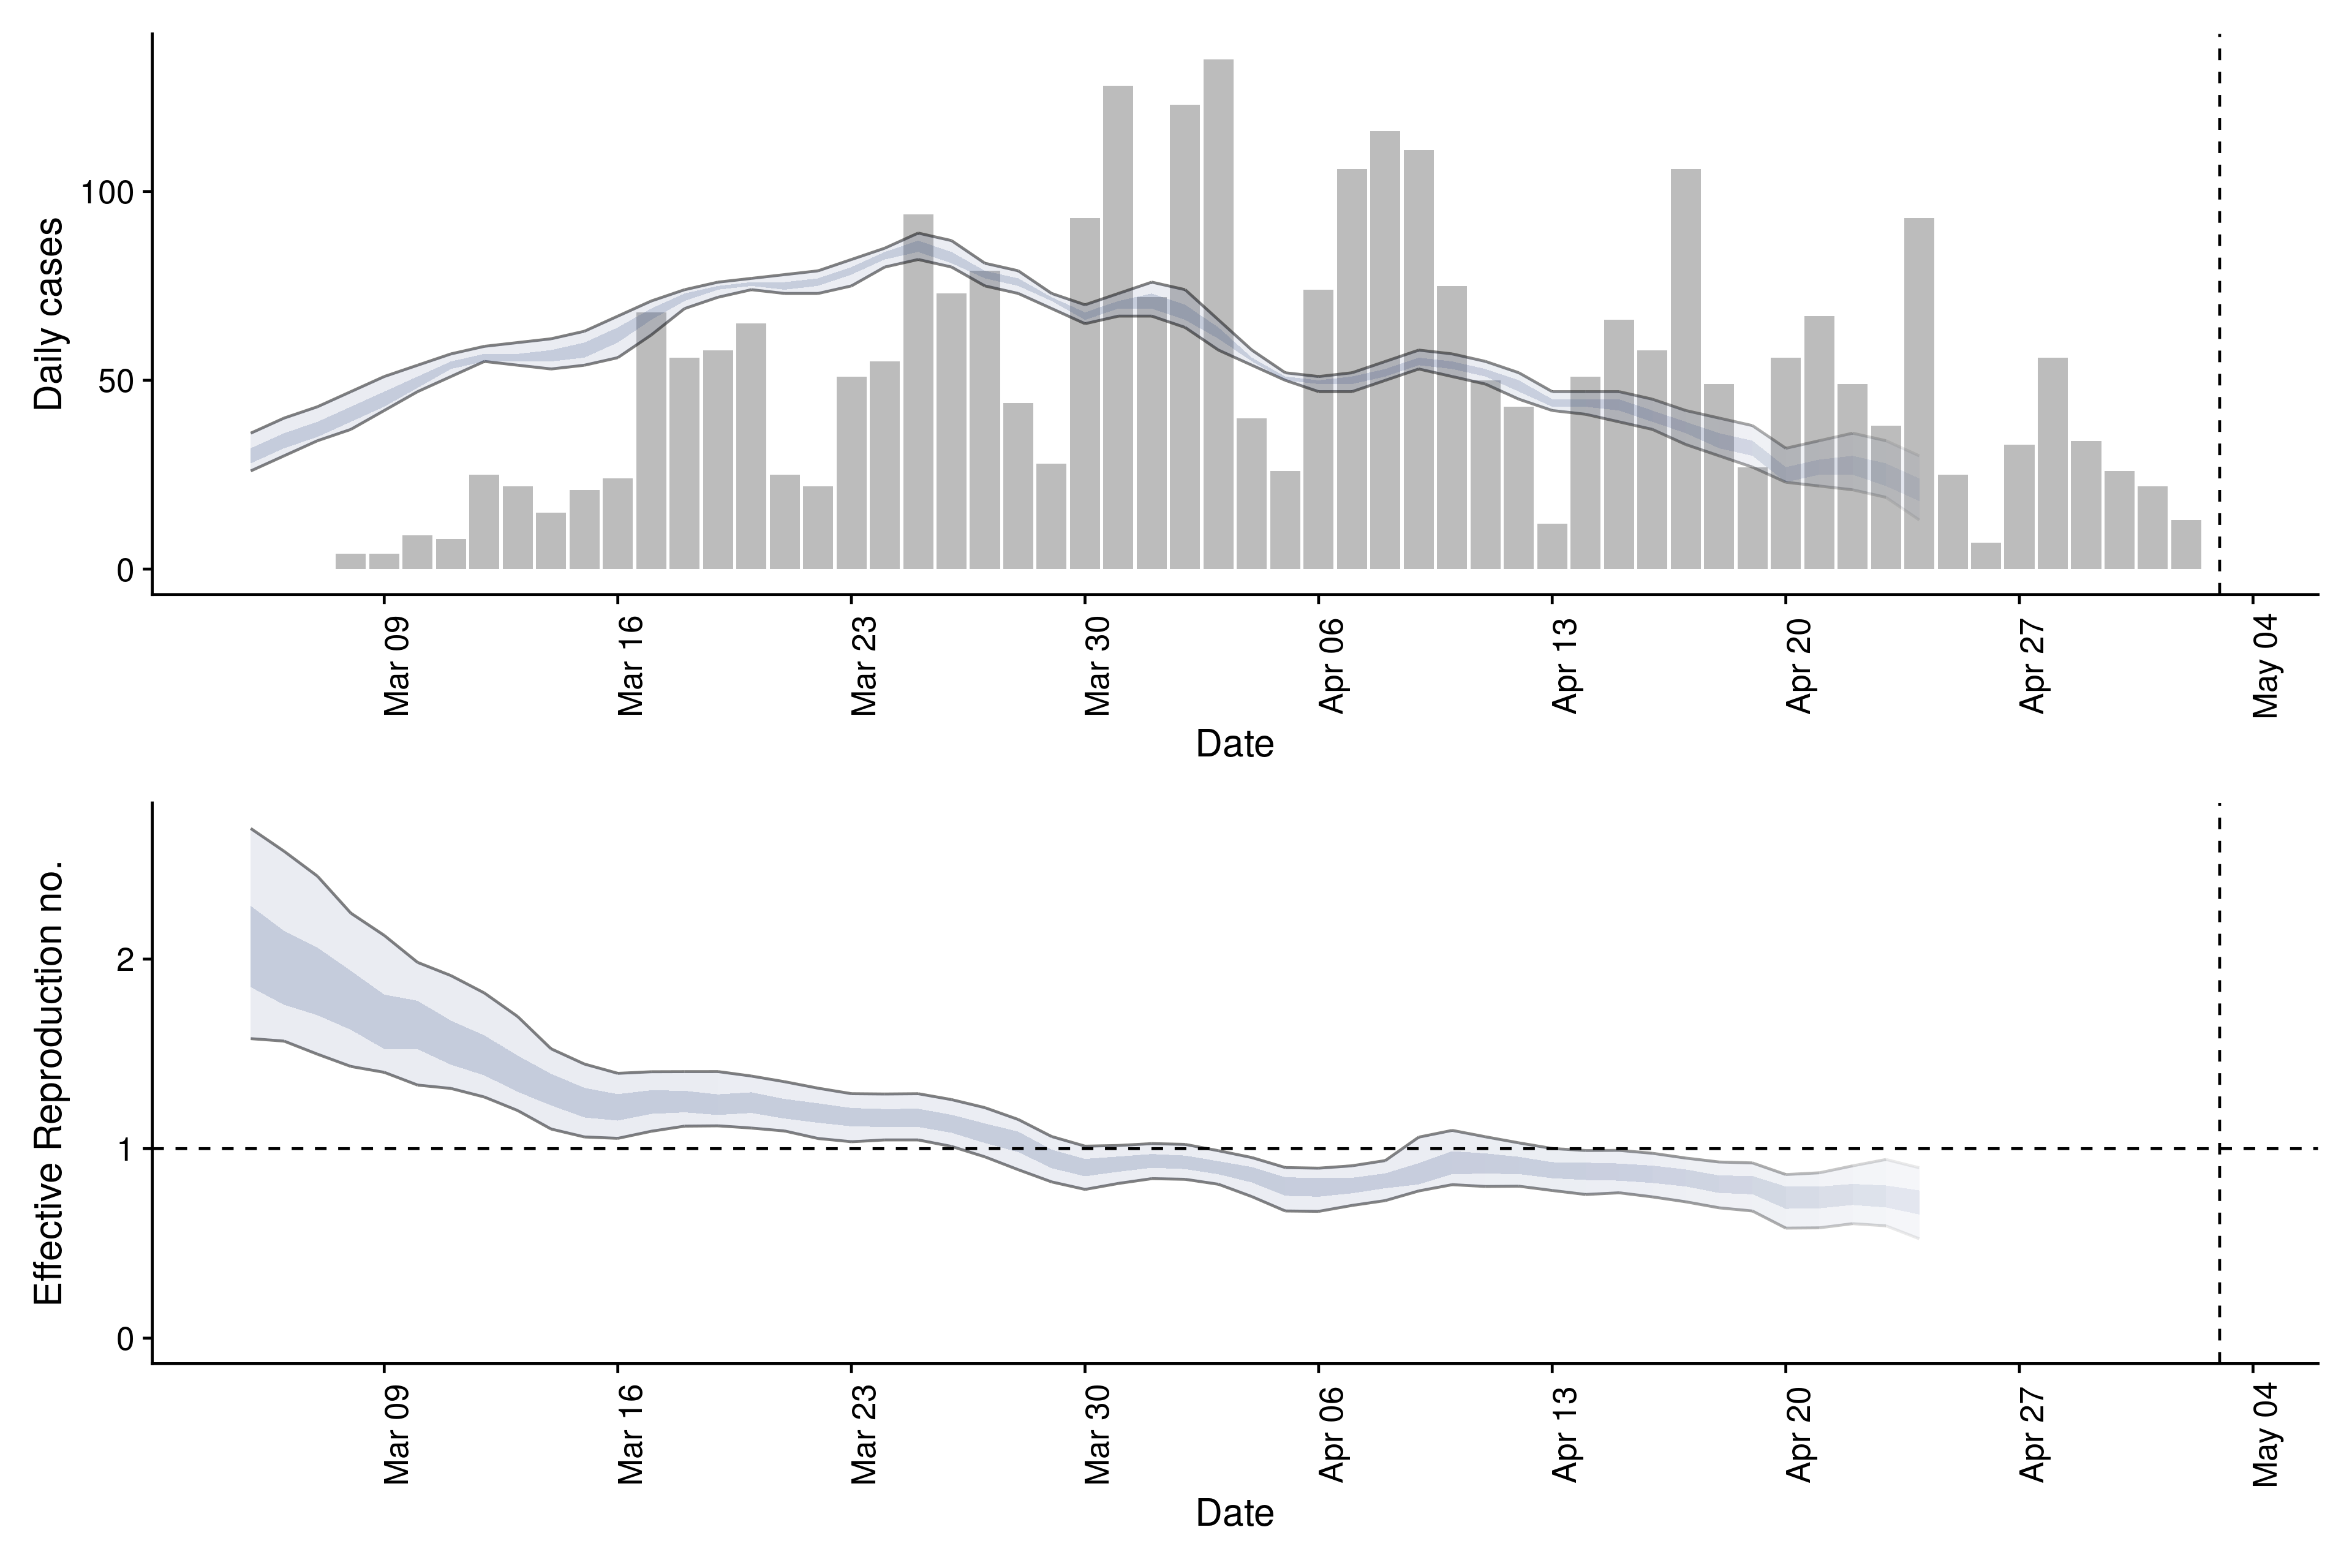 Daily cases
100
50
0
Mar 09
Mar 16
Mar 23
Mar 30
Apr 06
Apr 13
Apr 20
Apr 27
May 04
Date
Effective Reproduction no.
2
1
0
Mar 09
Mar 16
Mar 23
Mar 30
Apr 06
Apr 13
Apr 20
Apr 27
May 04
Date